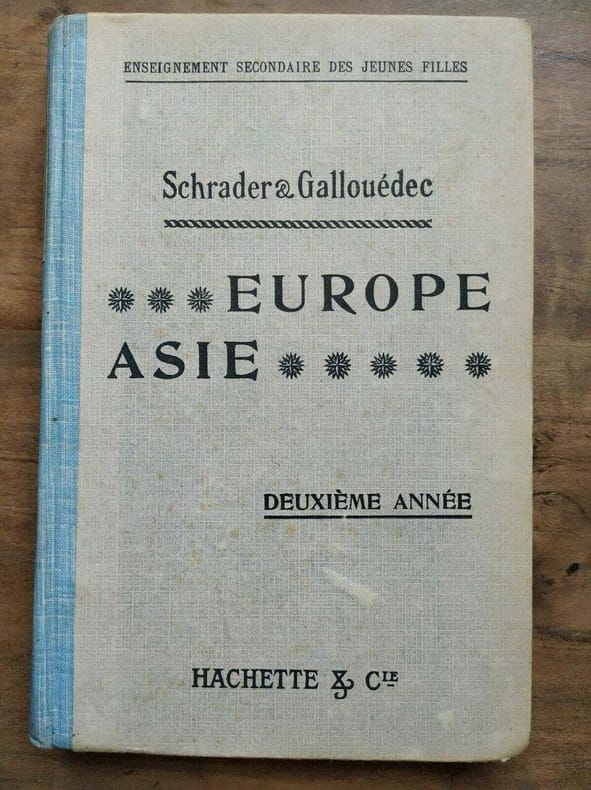 ENSEIGNEMENT SECONDAIRE DES JEUNES FILLES
Schrader & Gallouédec
EUROPE
ASIE
DEUXIÈME ANNÉE
HACHETTE & CIE